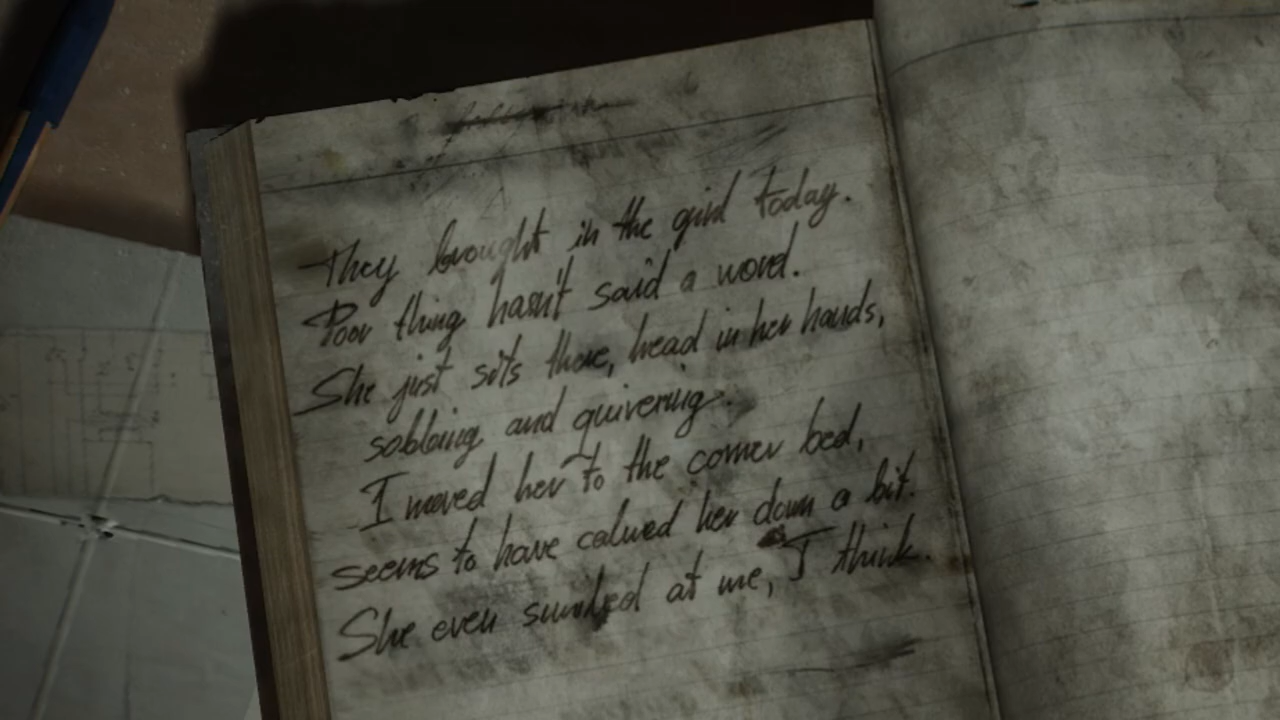 They brought in the girl today.
Poor thing hasn't said a word.
She just sits there, head in her hands,
sobbing and quivering.
I moved her to the corner bed,
seems to have calmed her down a bit.
She even smiled at me, I think.